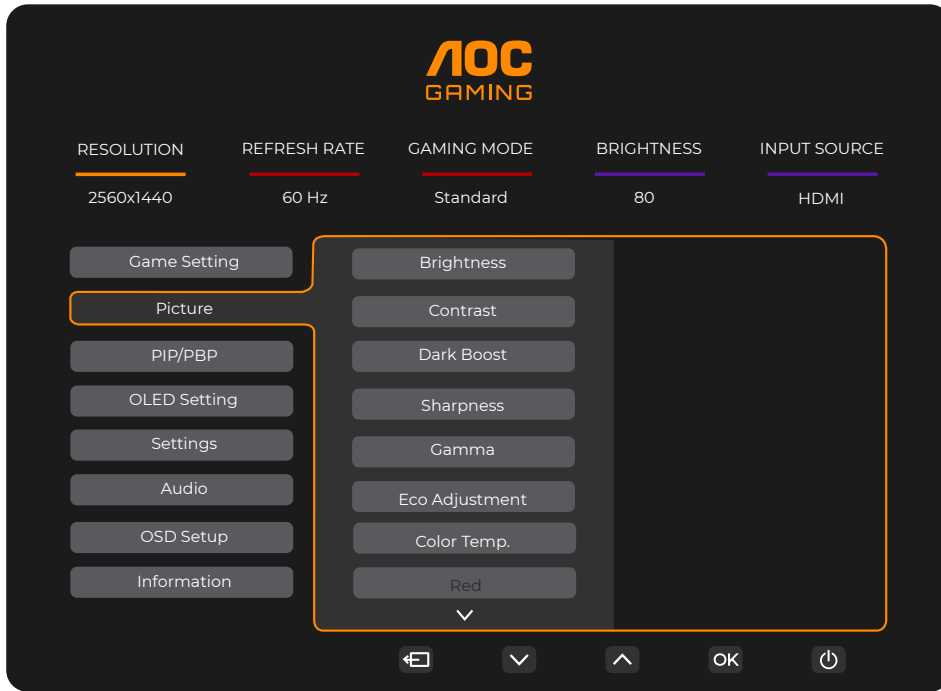 AOC
GAMING
RESOLUTION REFRESH RATE GAMING MODE BRIGHTNESS INPUT SOURCE
2560x1440 60 Hz Standard 80 HDMI
Game Setting
Picture
PIP/PBP
OLED Setting
Settings
Audio
OSD Setup
Information
Brightness
Contrast
Dark Boost
Sharpness
Gamma
Eco Adjustment
Color Temp.
Red
OK